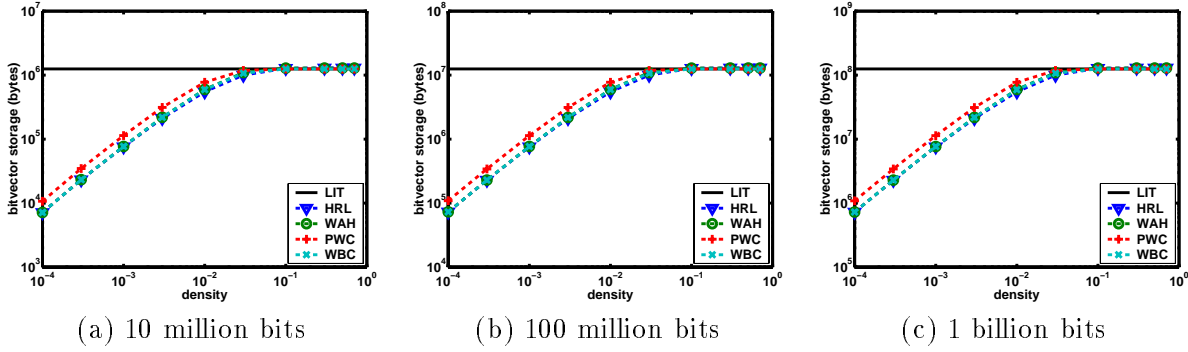 10^7
10^6
10^5
10^4
10^3
bitvector storage (bytes)
10^−4 10^−3 10^−2 10^−1 10^0
density
LIT
HRL
WAH
PWC
WBC
(a) 10 million bits
10^8
10^7
10^6
10^5
10^4
bitvector storage (bytes)
10^−4 10^−3 10^−2 10^−1 10^0
density
LIT
HRL
WAH
PWC
WBC
(b) 100 million bits
10^9
10^8
10^7
10^6
10^5
bitvector storage (bytes)
10^−4 10^−3 10^−2 10^−1 10^0
density
LIT
HRL
WAH
PWC
WBC
(c) 1 billion bits